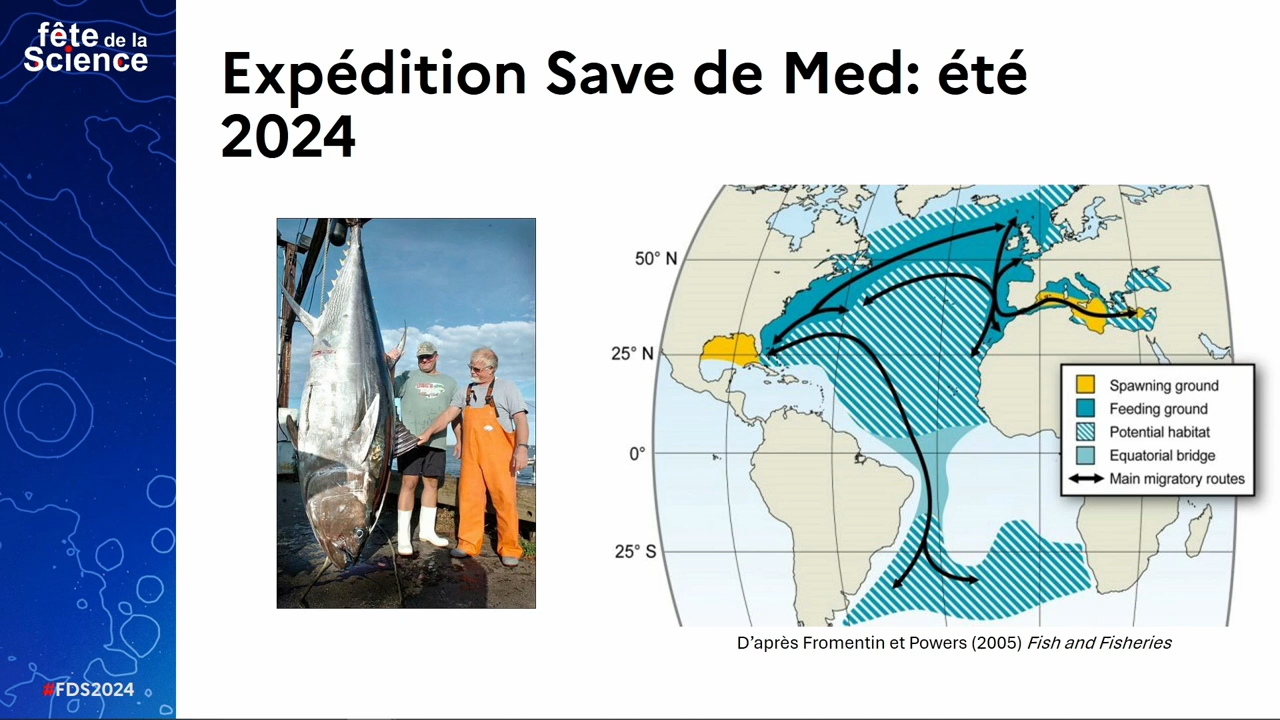 fête de la
Science
Expédition Save de Med: été
2024
50° N
25° N
0°
25° S
Spawning ground
Feeding ground
Potential habitat
Equatorial bridge
Main migratory routes
D’après Fromentin et Powers (2005) Fish and Fisheries
#FDS2024